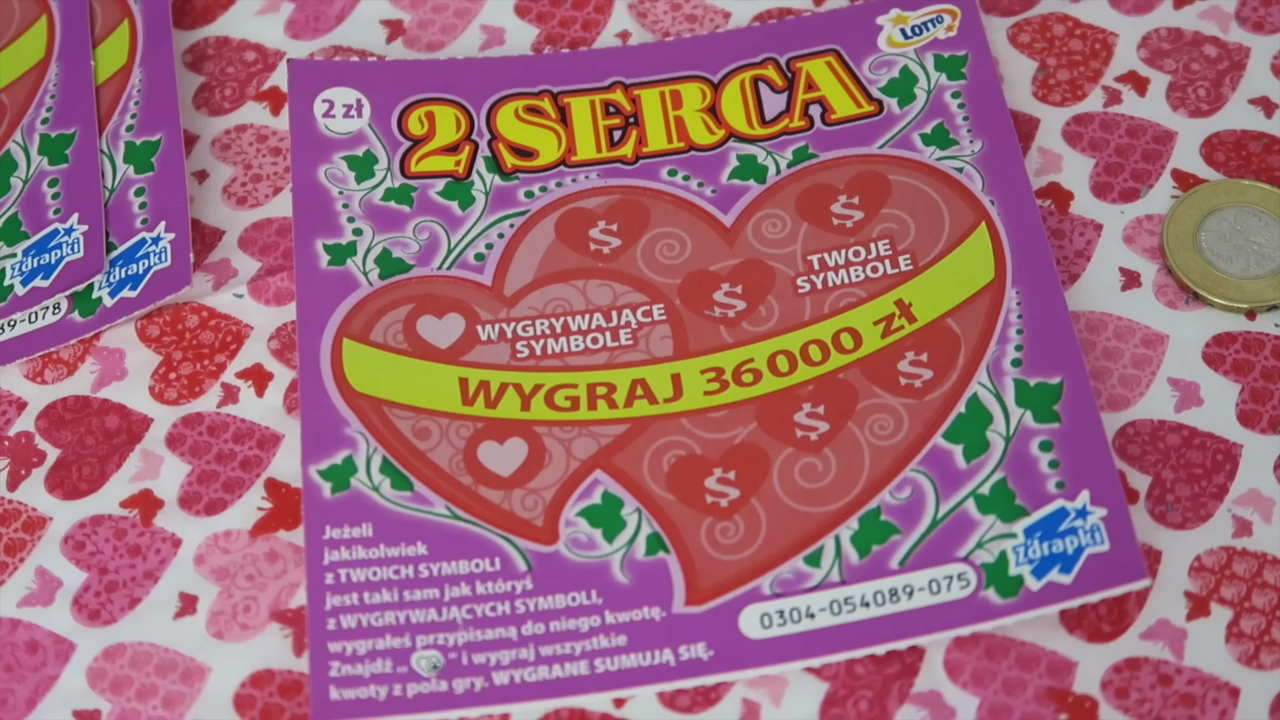 LOTTO
2 zł
2 SERCA
$
$
TWOJE
SYMBOLE
$
WYGRYWAJĄCE
SYMBOLE
WYGRAJ 36000 zł
$
$
$
Jeżeli
jakikolwiek
z TWOICH SYMBOLI
jest taki sam jak któryś
z WYGRYWAJĄCYCH SYMBOLI,
wygrałeś przypisaną do niego kwotę.
Znajdź „ " i wygraj wszystkie
kwoty z pola gry. WYGRANE SUMUJĄ SIĘ.
0304-054089-075
Zdrapki
Zdrapki
Zdrapki
89-078